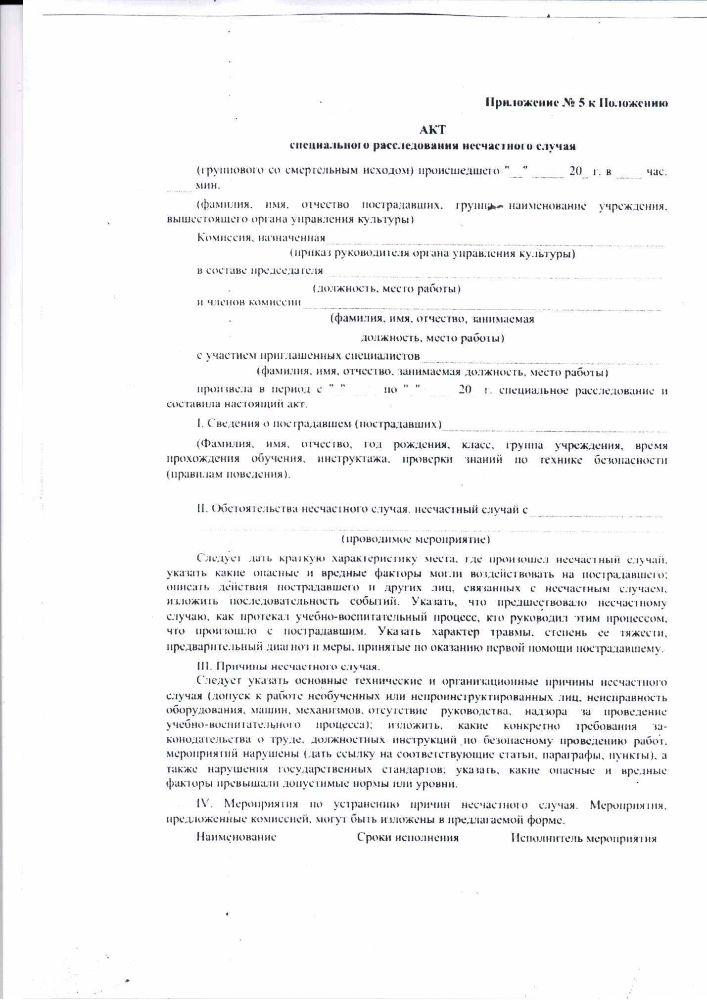 Приложение № 5 к Положению
АКТ
специального расследования несчастного случая
(группового со смертельным исходом) происшедшего "__" _____ 20_ г. в ____ час.
____ мин.
(фамилия, имя, отчество пострадавших, группа, наименование учреждения,
вышестоящего органа управления культуры)
Комиссия, назначенная
(приказ руководителя органа управления культуры)
в составе председателя
(должность, место работы)
и членов комиссии
(фамилия, имя, отчество, занимаемая
должность, место работы)
с участием приглашенных специалистов
(фамилия, имя, отчество, занимаемая должность, место работы)
произвела в период с "_" ____ по "_" ____ 20_ г. специальное расследование и
составила настоящий акт.
I. Сведения о пострадавшем (пострадавших)
(Фамилия, имя, отчество, год рождения, класс, группа учреждения, время
прохождения обучения, инструктажа, проверки знаний по технике безопасности
(правилам поведения).
II. Обстоятельства несчастного случая. несчастный случай с
(проводимое мероприятие)
Следует дать краткую характеристику места, где произошел несчастный случай,
указать какие опасные и вредные факторы могли воздействовать на пострадавшего;
описать действия пострадавшего и других лиц, связанных с несчастным случаем,
изложить последовательность событий. Указать, что предшествовало несчастному
случаю, как протекал учебно-воспитательный процесс, кто руководил этим процессом,
что произошло с пострадавшим. Указать характер травмы, степень ее тяжести,
предварительный диагноз и меры, принятые по оказанию первой помощи пострадавшему.
III. Причины несчастного случая.
Следует указать основные технические и организационные причины несчастного
случая (допуск к работе необученных или непроинструктированных лиц, неисправность
оборудования, машин, механизмов, отсутствие руководства, надзора за проведение
учебно-воспитательного процесса); изложить, какие конкретно требования за-
конодательства о труде, должностных инструкций по безопасному проведению работ,
мероприятий нарушены (дать ссылку на соответствующие статьи, параграфы, пункты), а
также нарушения государственных стандартов; указать, какие опасные и вредные
факторы превышали допустимые нормы или уровни.
IV. Мероприятия по устранению причин несчастного случая. Мероприятия,
предложенные комиссией, могут быть изложены в предлагаемой форме.
Наименование Сроки исполнения Исполнитель мероприятия